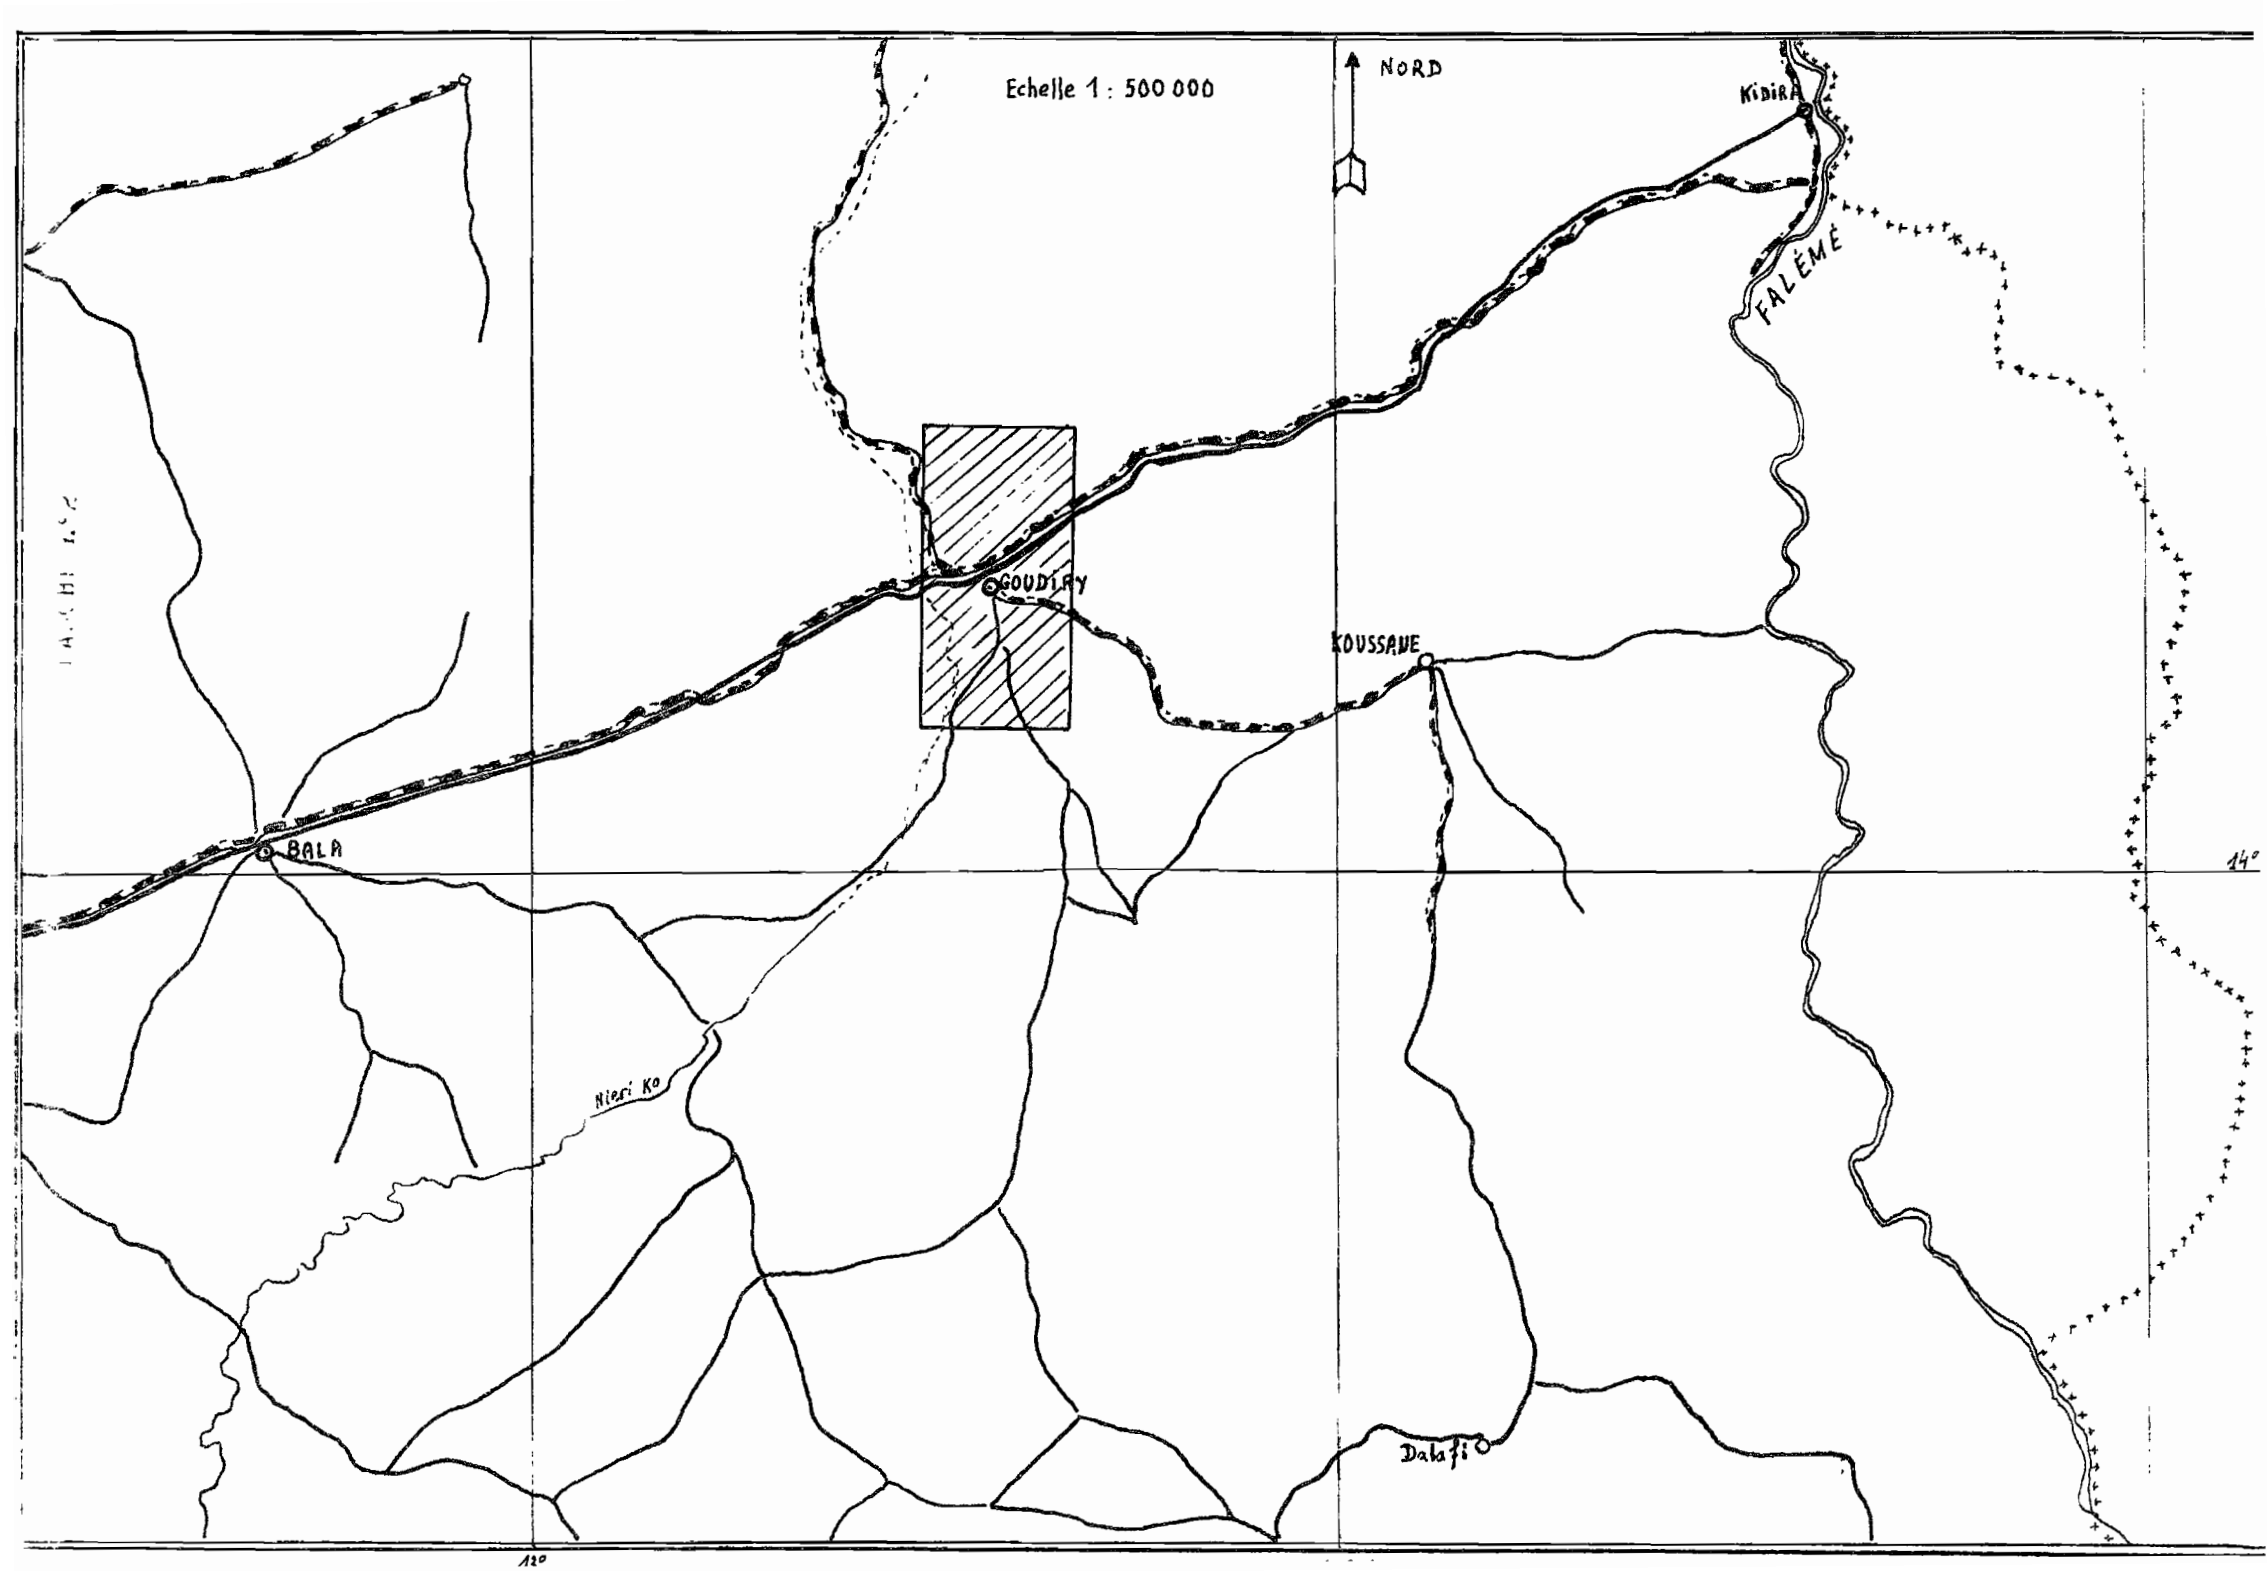 Echelle 1 : 500 000
NORD
KIDIRA
FALÉMÉ
GOUDIRY
KOUSSANE
BALA
14°
Nieri Ko
Dalafi
12°